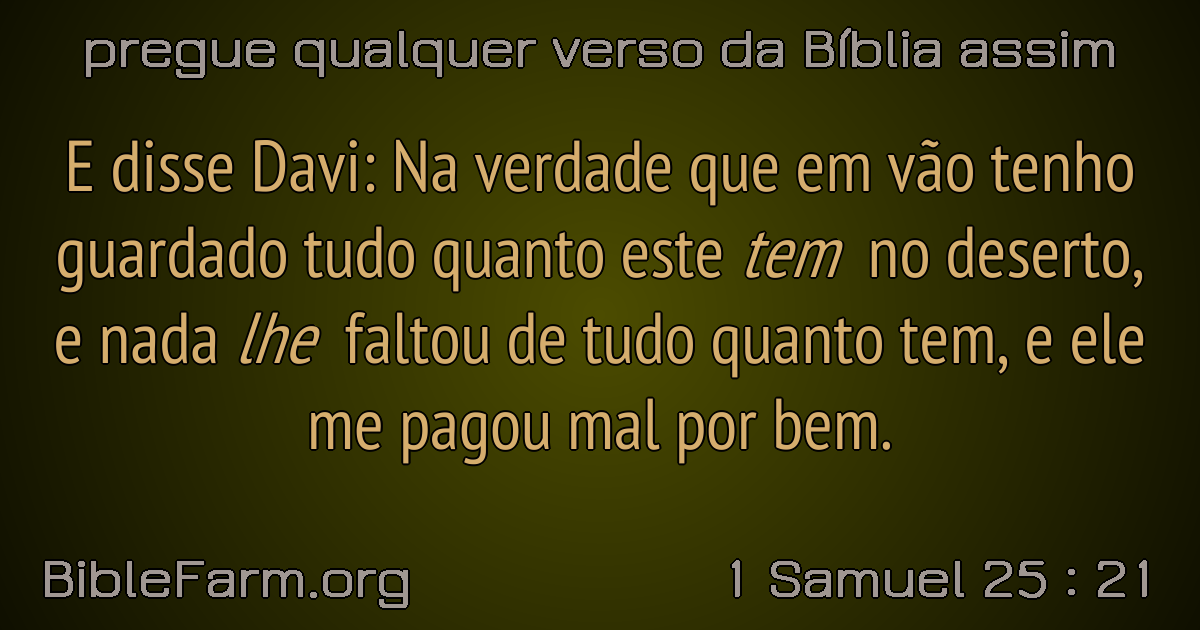 pregue qualquer verso da Bíblia assim
E disse Davi: Na verdade que em vão tenho
guardado tudo quanto este tem no deserto,
e nada lhe faltou de tudo quanto tem, e ele
me pagou mal por bem.
BibleFarm.org
1 Samuel 25 : 21